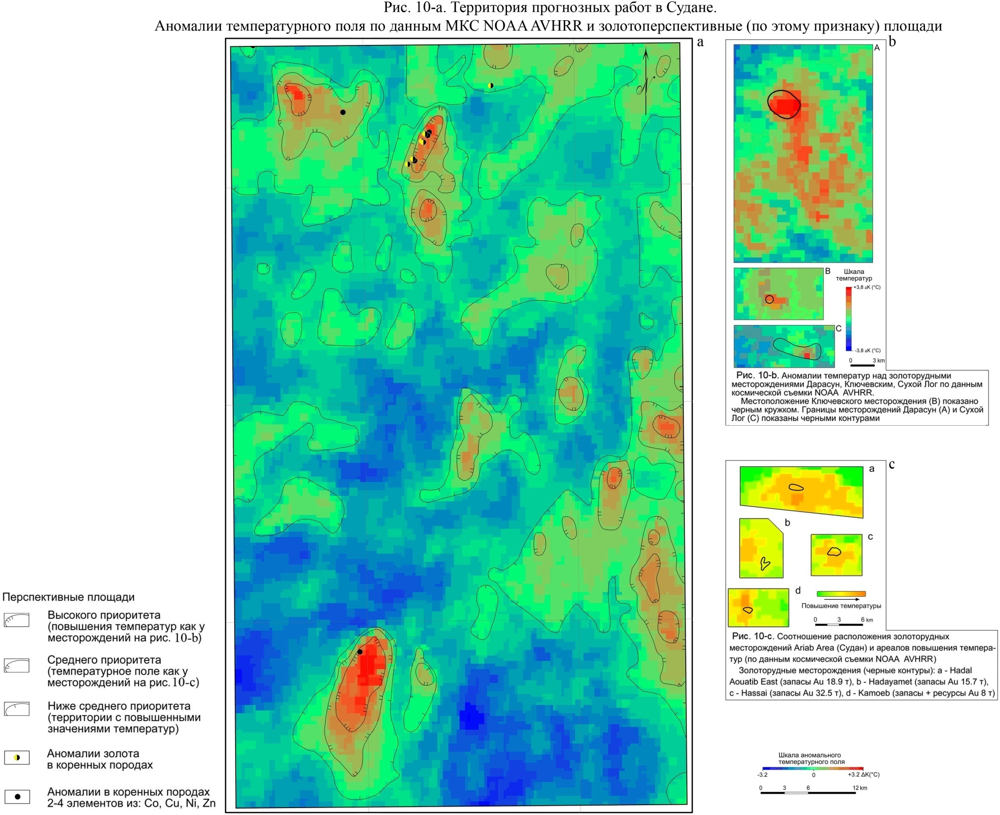 Рис. 10-а. Территория прогнозных работ в Судане.
Аномалии температурного поля по данным МКС NOAA AVHRR и золотоперспективные (по этому признаку) площади
a
b
A
B
Шкала
температур
+3,8 ΔK (°C)
-3,8 ΔK (°C)
C
0 3 km
Рис. 10-b. Аномалии температур над золоторудными
месторождениями Дарасун, Ключевским, Сухой Лог по данным
космической съемки NOAA AVHRR.
Местоположение Ключевского месторождения (B) показано
черным кружком. Границы месторождений Дарасун (A) и Сухой
Лог (C) показаны черными контурами
c
a
b
c
d
Повышение температуры
0 3 6 km
Рис. 10-с. Соотношение расположения золоторудных
месторождений Ariab Area (Судан) и ареалов повышения темпера-
тур (по данным космической съемки NOAA AVHRR)
Золоторудные месторождения (черные контуры): a - Hadal
Aouatib East (запасы Au 18.9 т), b - Hadayamet (запасы Au 15.7 т),
c - Hassai (запасы Au 32.5 т), d - Kamoeb (запасы + ресурсы Au 8 т)
Перспективные площади
Высокого приоритета
(повышения температур как у
месторождений на рис. 10-b)
Среднего приоритета
(температурное поле как у
месторождений на рис. 10-c)
Ниже среднего приоритета
(территории с повышенными
значениями температур)
Аномалии золота
в коренных породах
Аномалии в коренных породах
2-4 элементов из: Co, Cu, Ni, Zn
Шкала аномального
температурного поля
-3.2 0 +3.2 ΔK(°C)
0 3 6 12 km